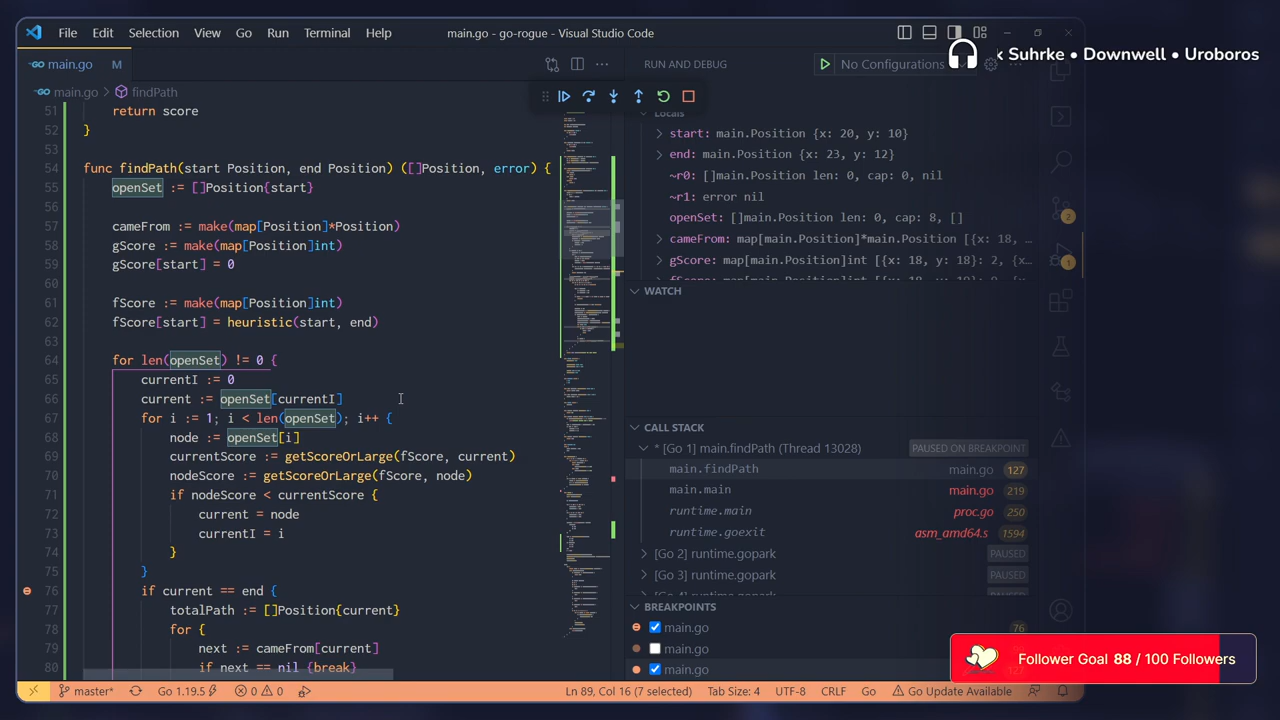 File Edit Selection View Go Run Terminal Help
main.go - go-rogue - Visual Studio Code
k Suhrke • Downwell • Uroboros
main.go M
RUN AND DEBUG
No Configurations
main.go > findPath
51 return score
52 }
53
54 func findPath(start Position, end Position) ([]Position, error) {
55 openSet := []Position{start}
56
57 cameFrom := make(map[Position]*Position)
58 gScore := make(map[Position]int)
59 gScore[start] = 0
60
61 fScore := make(map[Position]int)
62 fScore[start] = heuristic(start, end)
63
64 for len(openSet) != 0 {
65 currentI := 0
66 current := openSet[currentI]
67 for i := 1; i < len(openSet); i++ {
68 node := openSet[i]
69 currentScore := getScoreOrLarge(fScore, current)
70 nodeScore := getScoreOrLarge(fScore, node)
71 if nodeScore < currentScore {
72 current = node
73 currentI = i
74 }
75 }
76 if current == end {
77 totalPath := []Position{current}
78 for {
79 next := cameFrom[current]
80 if next == nil {break}
Locals
start: main.Position {x: 20, y: 10}
end: main.Position {x: 23, y: 12}
~r0: []main.Position len: 0, cap: 0, nil
~r1: error nil
openSet: []main.Position len: 0, cap: 8, []
cameFrom: map[main.Position]*main.Position [{x: 18, …
gScore: map[main.Position]int [{x: 18, y: 18}: 2, {x…
2
1
WATCH
CALL STACK
* [Go 1] main.findPath (Thread 13028) PAUSED ON BREAKPOINT
main.findPath main.go 127
main.main main.go 219
runtime.main proc.go 250
runtime.goexit asm_amd64.s 1594
[Go 2] runtime.gopark PAUSED
[Go 3] runtime.gopark PAUSED
BREAKPOINTS
main.go 76
main.go
main.go
Follower Goal 88 / 100 Followers
master* Go 1.19.5 0 0
Ln 89, Col 16 (7 selected) Tab Size: 4 UTF-8 CRLF Go Go Update Available